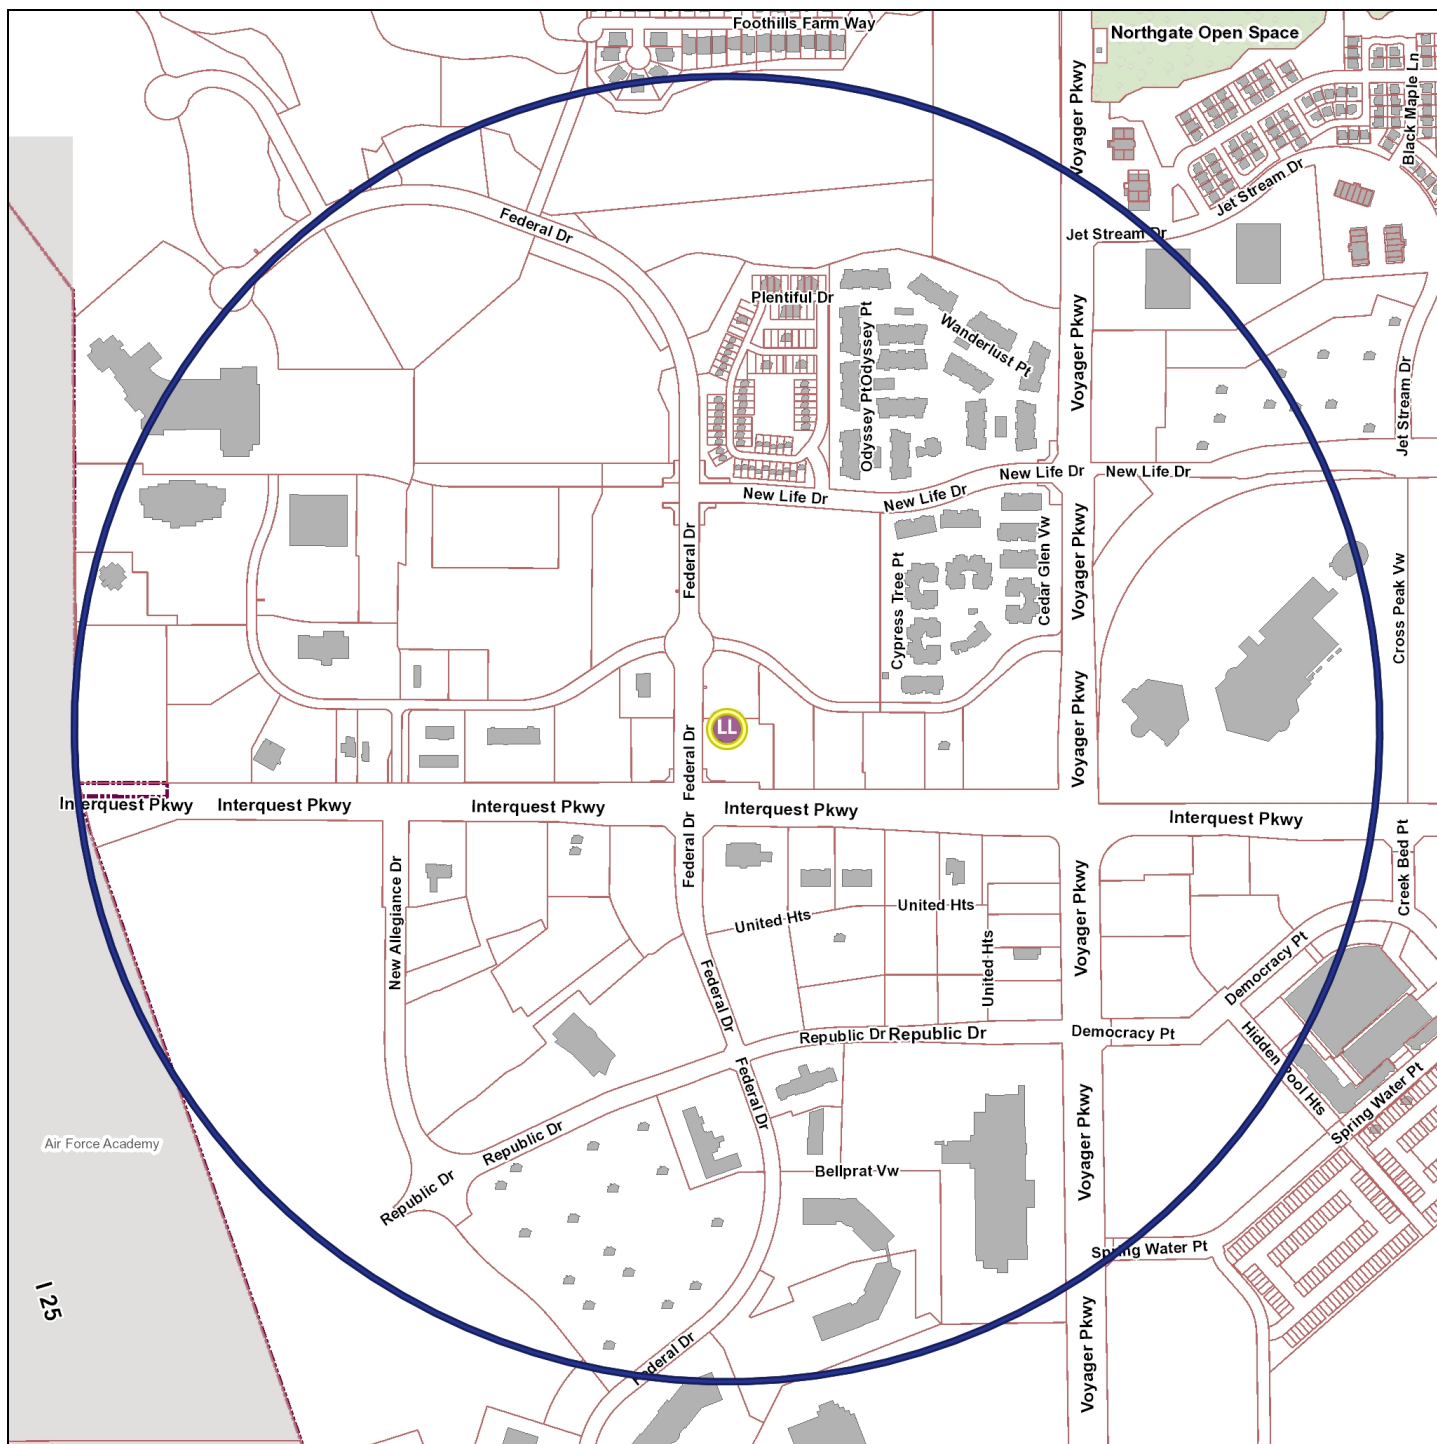 Foothills Farm Way
Northgate Open Space
Black Maple Ln
Voyager Pkwy
Jet Stream Dr
Federal Dr
Jet Stream Dr
Plentiful Dr
Odyssey Pt
Wanderlust Pt
Voyager Pkwy
Odyssey Pt
Jet Stream Dr
New Life Dr
New Life Dr
New Life Dr
New Life Dr
Federal Dr
Cypress Tree Pt
Cedar Glen Vw
Voyager Pkwy
Cross Peak Vw
LL
Federal Dr
Voyager Pkwy
Interquest Pkwy
Interquest Pkwy
Interquest Pkwy
Interquest Pkwy
Interquest Pkwy
Federal Dr
New Allegiance Dr
United Hts
United Hts
United Hts
Voyager Pkwy
Creek Bed Pt
Democracy Pt
Federal Dr
Republic Dr
Republic Dr
Democracy Pt
Hidden Pool Hts
Spring Water Pt
Federal Dr
Air Force Academy
Republic Dr
Republic Dr
Bellprat Vw
Voyager Pkwy
Spring Water Pt
I 25
Federal Dr
Voyager Pkwy